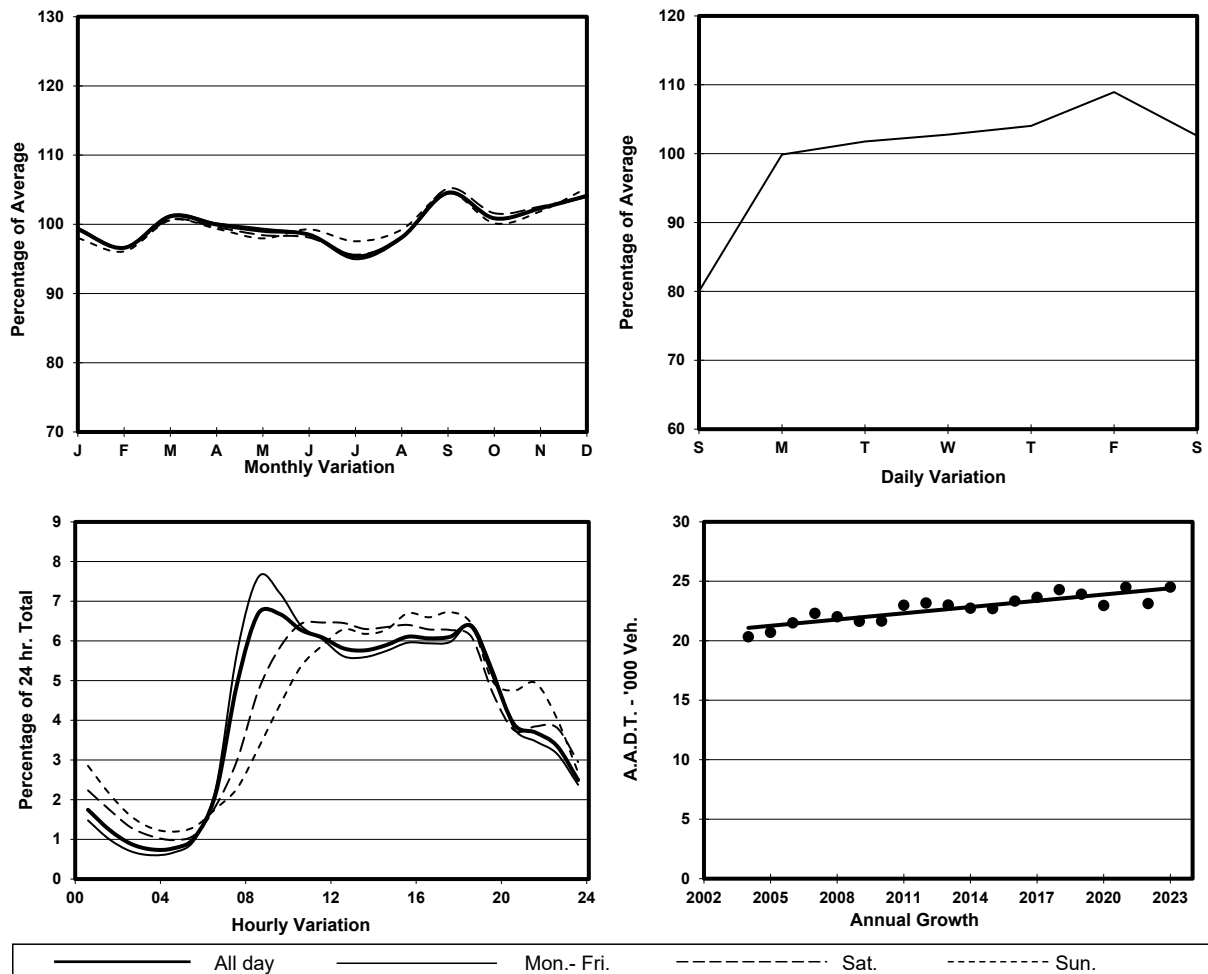 130
120
110
100
90
80
70
Percentage of Average
J F M A M J J A S O N D
Monthly Variation
120
110
100
90
80
70
60
Percentage of Average
S M T W T F S
Daily Variation
9
8
7
6
5
4
3
2
1
0
Percentage of 24 hr. Total
00 04 08 12 16 20 24
Hourly Variation
30
25
20
15
10
5
0
A.A.D.T. - '000 Veh.
2002 2005 2008 2011 2014 2017 2020 2023
Annual Growth
All day Mon.- Fri. Sat. Sun.